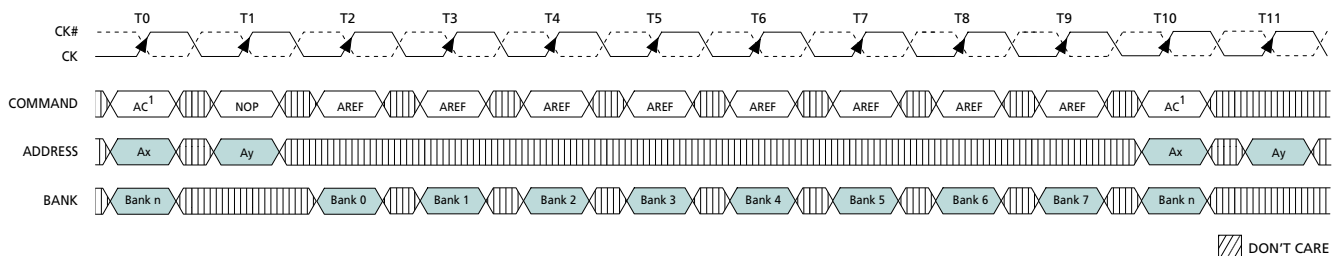 T0 T1 T2 T3 T4 T5 T6 T7 T8 T9 T10 T11
CK#
CK
COMMAND AC1 NOP AREF AREF AREF AREF AREF AREF AREF AREF AC1
ADDRESS Ax Ay Ax Ay
BANK Bank n Bank 0 Bank 1 Bank 2 Bank 3 Bank 4 Bank 5 Bank 6 Bank 7 Bank n
DON'T CARE